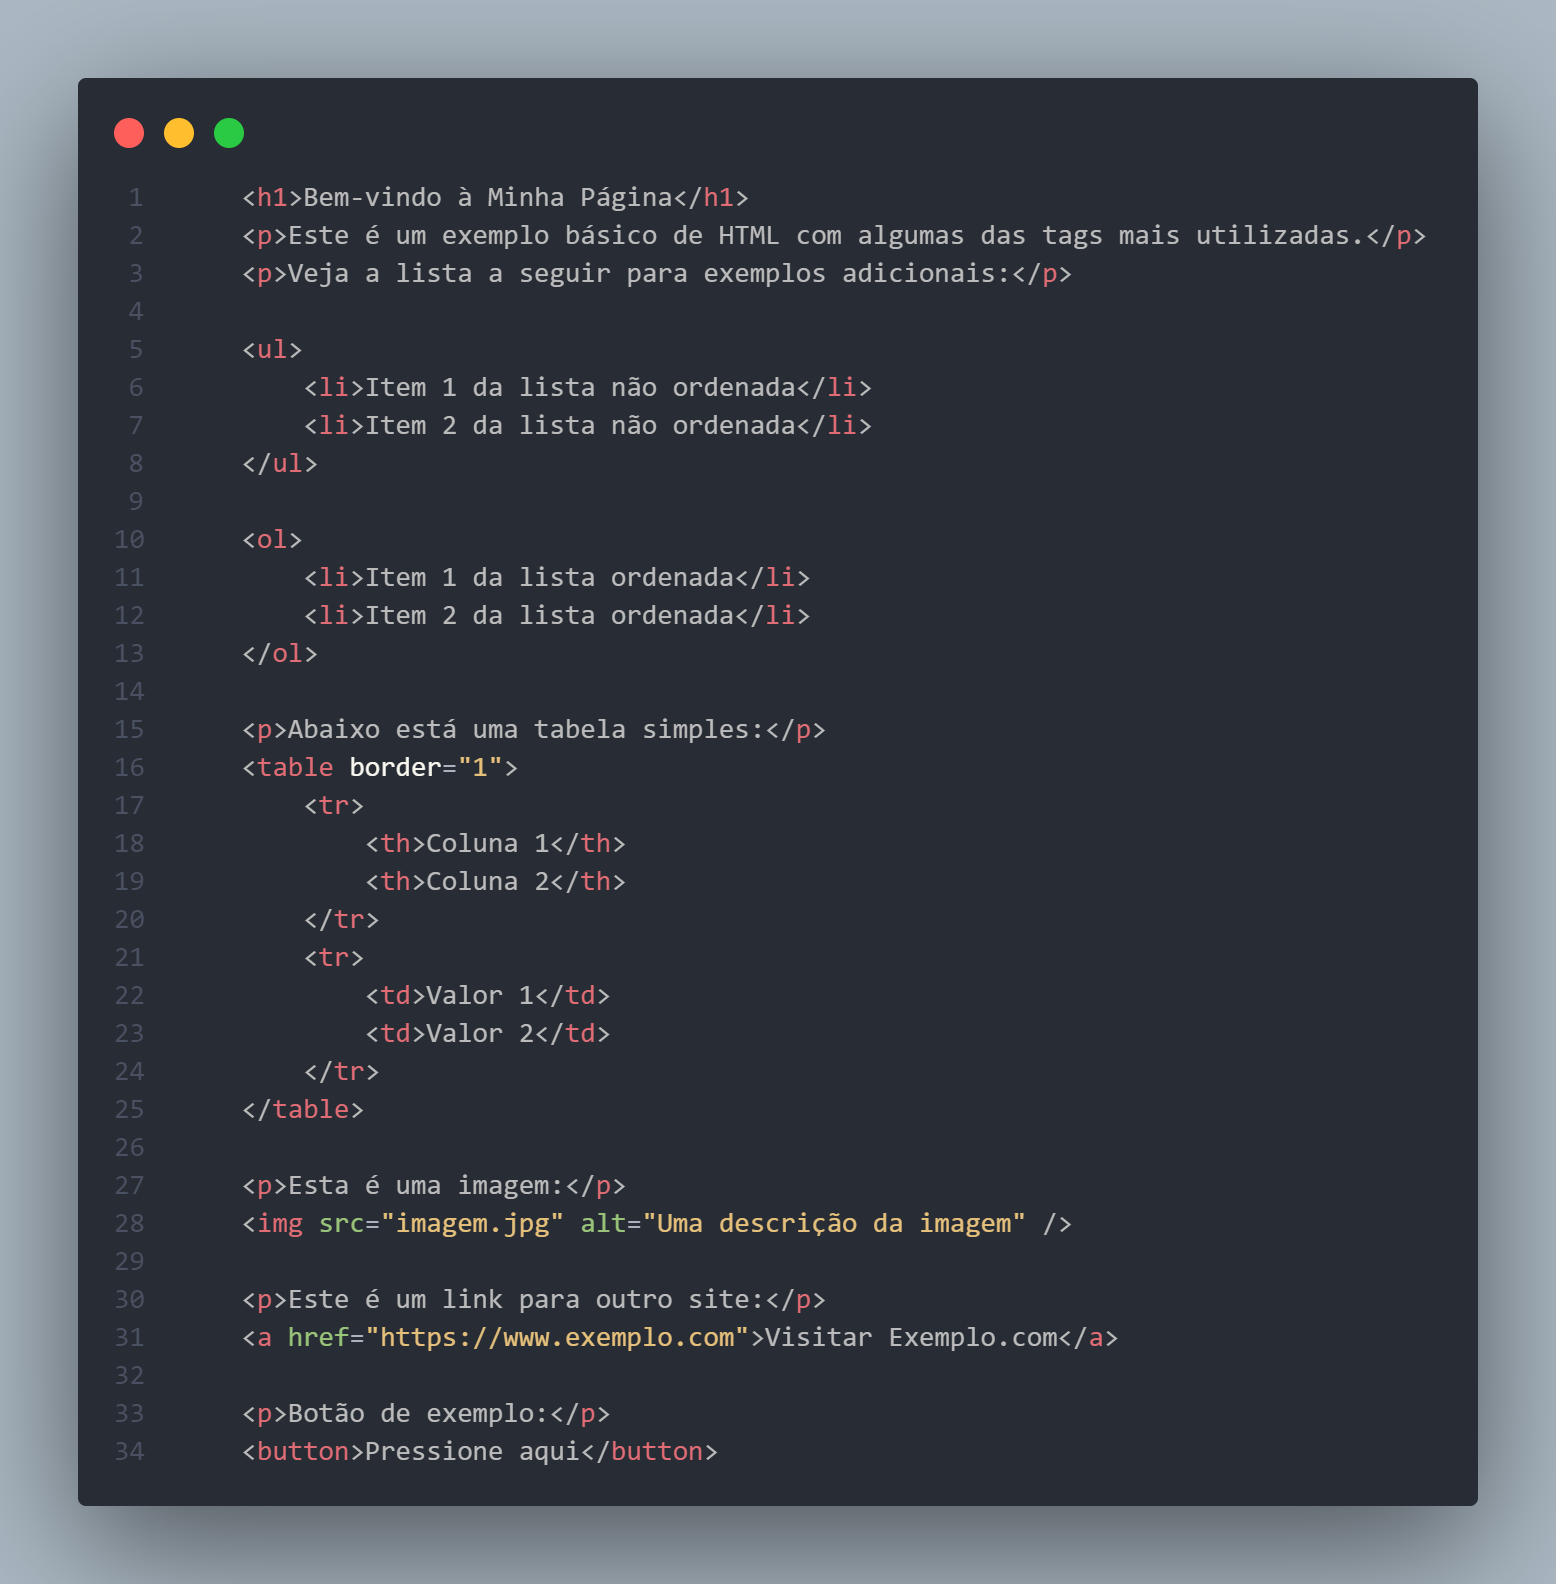 1 <h1>Bem-vindo à Minha Página</h1>
2 <p>Este é um exemplo básico de HTML com algumas das tags mais utilizadas.</p>
3 <p>Veja a lista a seguir para exemplos adicionais:</p>
4
5 <ul>
6 <li>Item 1 da lista não ordenada</li>
7 <li>Item 2 da lista não ordenada</li>
8 </ul>
9
10 <ol>
11 <li>Item 1 da lista ordenada</li>
12 <li>Item 2 da lista ordenada</li>
13 </ol>
14
15 <p>Abaixo está uma tabela simples:</p>
16 <table border="1">
17 <tr>
18 <th>Coluna 1</th>
19 <th>Coluna 2</th>
20 </tr>
21 <tr>
22 <td>Valor 1</td>
23 <td>Valor 2</td>
24 </tr>
25 </table>
26
27 <p>Esta é uma imagem:</p>
28 <img src="imagem.jpg" alt="Uma descrição da imagem" />
29
30 <p>Este é um link para outro site:</p>
31 <a href="https://www.exemplo.com">Visitar Exemplo.com</a>
32
33 <p>Botão de exemplo:</p>
34 <button>Pressione aqui</button>